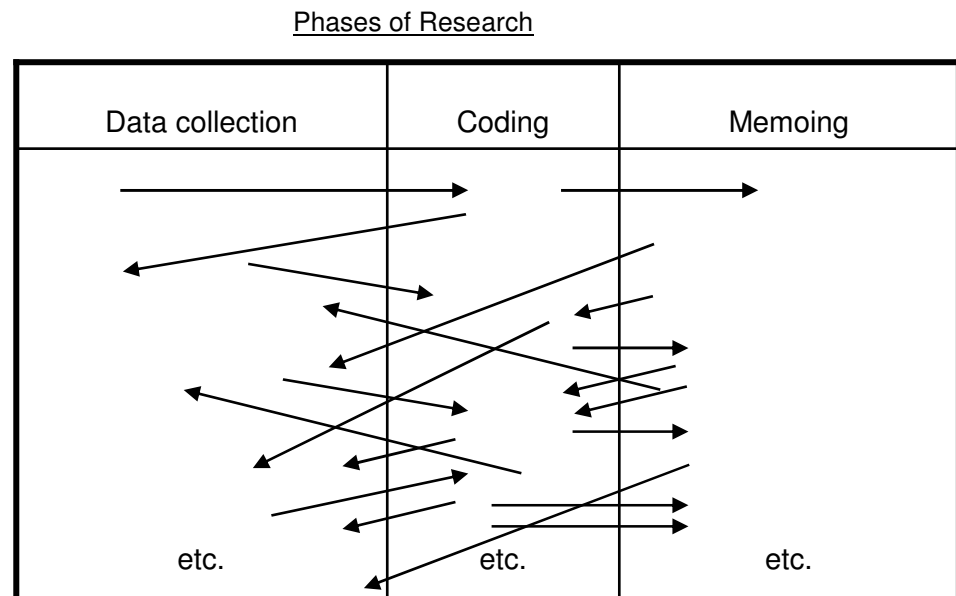 Phases of Research
Data collection Coding Memoing
etc. etc. etc.